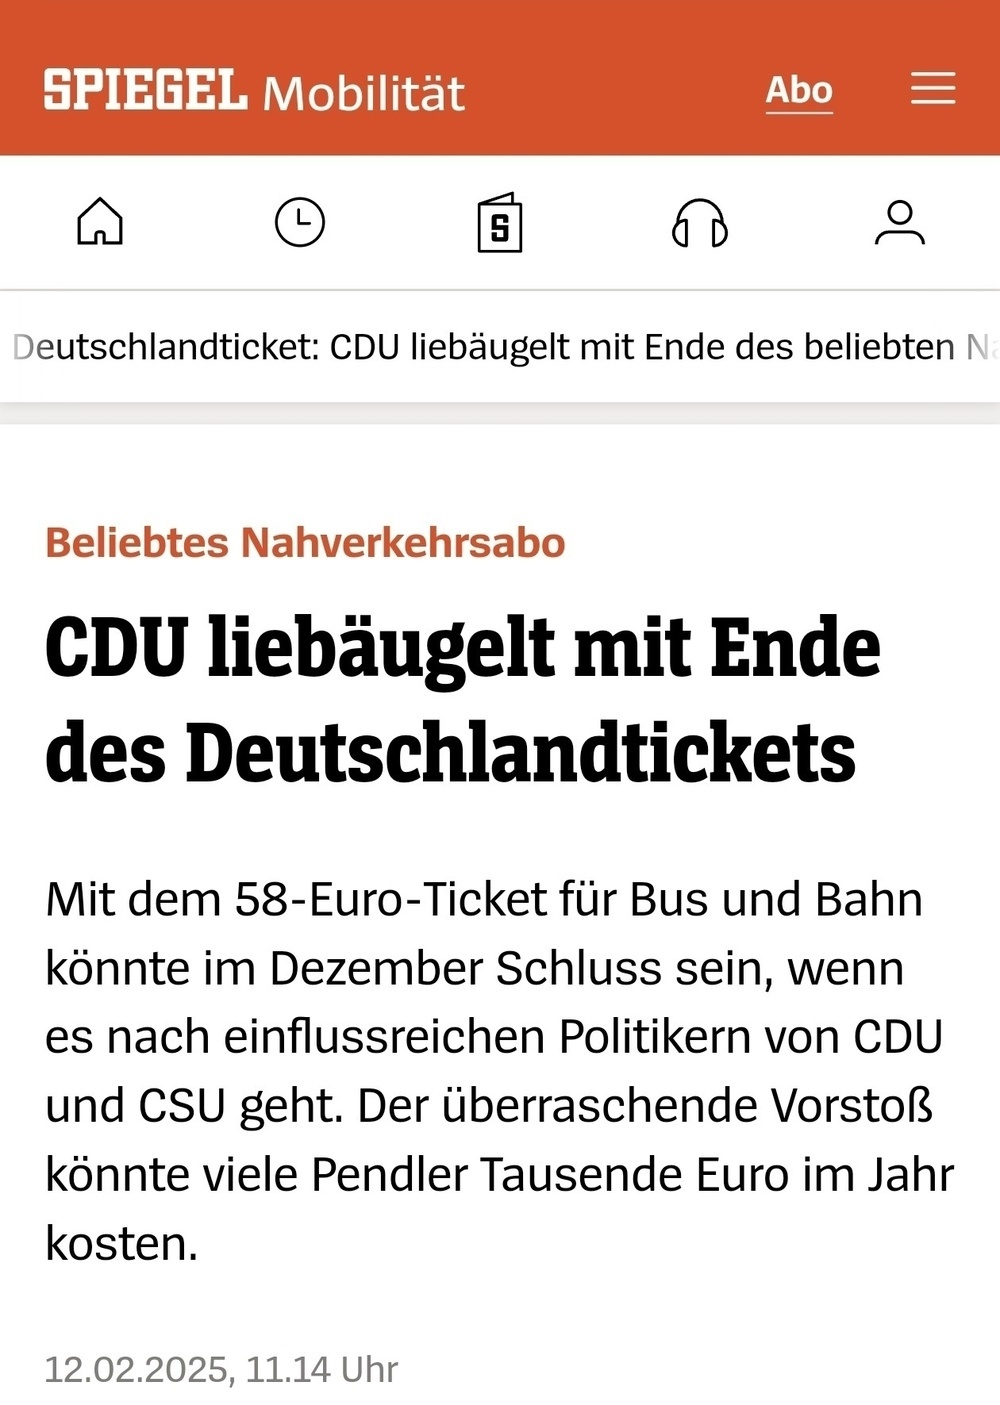 SPIEGEL Mobilität
Abo
S
Deutschlandticket: CDU liebäugelt mit Ende des beliebten
Beliebtes Nahverkehrsabo
CDU liebäugelt mit Ende
des Deutschlandtickets
Mit dem 58-Euro-Ticket für Bus und Bahn
könnte im Dezember Schluss sein, wenn
es nach einflussreichen Politikern von CDU
und CSU geht. Der überraschende Vorstoß
könnte viele Pendler Tausende Euro im Jahr
kosten.
12.02.2025, 11.14 Uhr